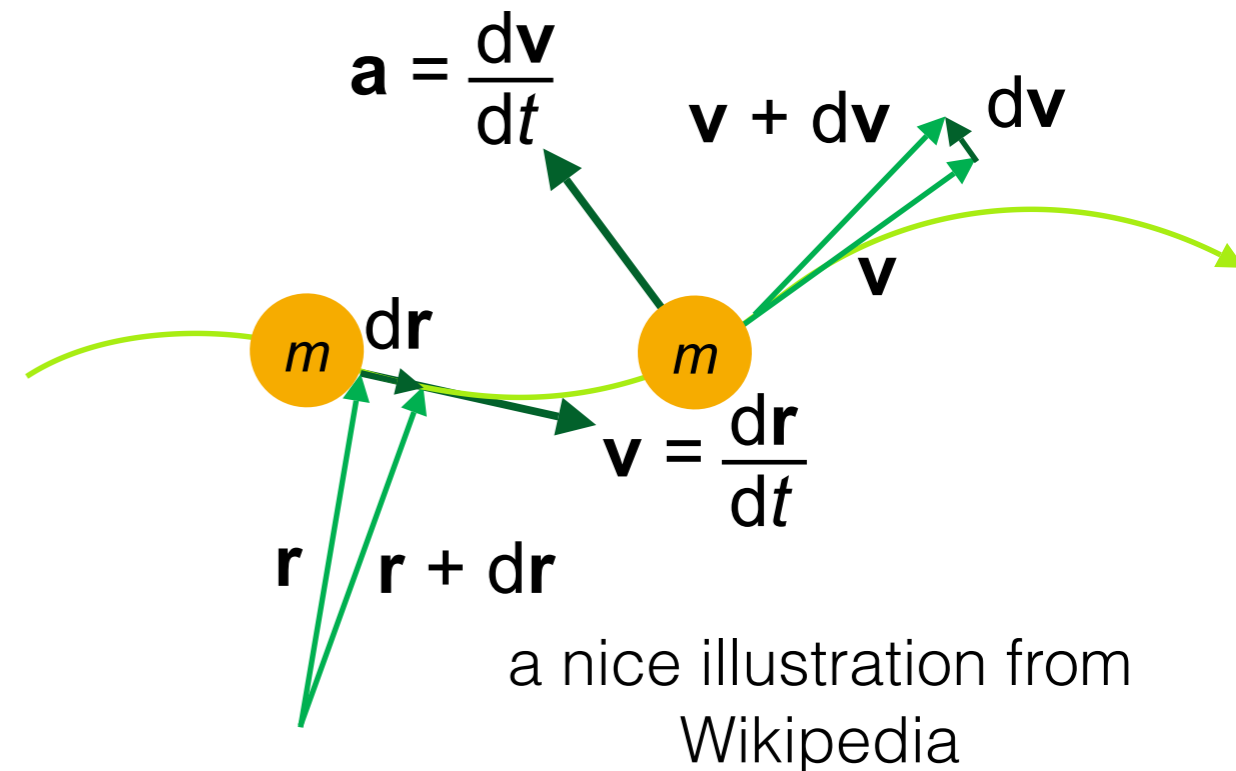 a = dv/dt
v + dv
dv
v
m
dr
m
v = dr/dt
r
r + dr
a nice illustration from
Wikipedia